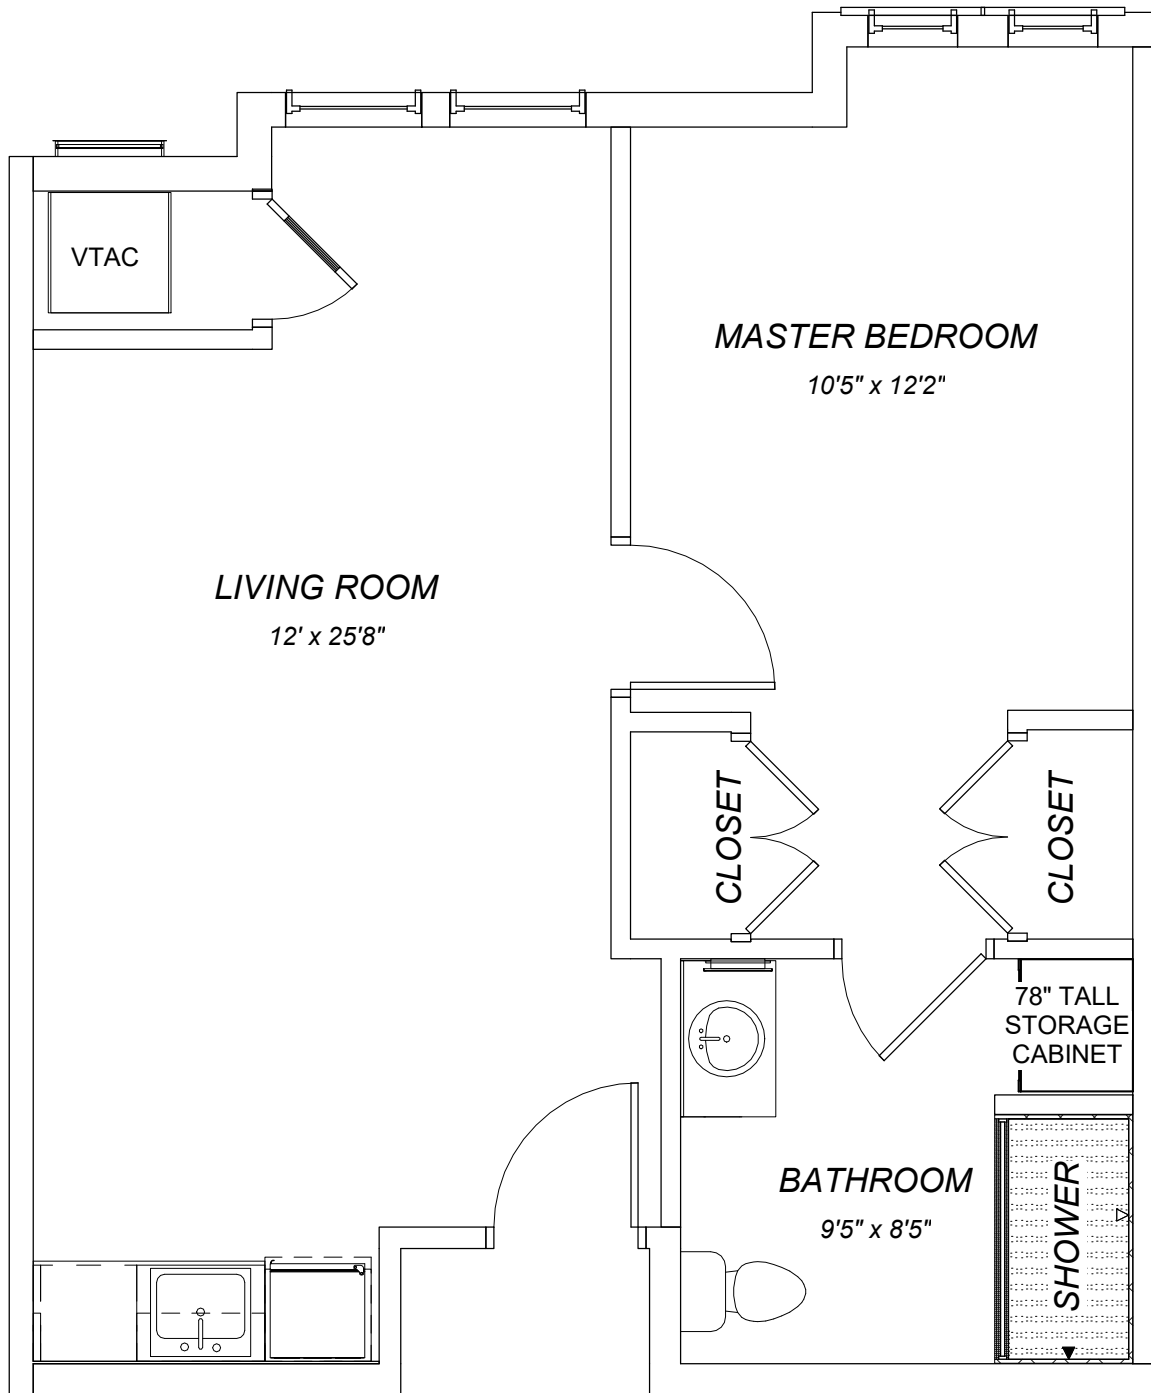 VTAC
MASTER BEDROOM
10'5" x 12'2"
LIVING ROOM
12' x 25'8"
CLOSET
CLOSET
78" TALL
STORAGE
CABINET
BATHROOM
9'5" x 8'5"
SHOWER